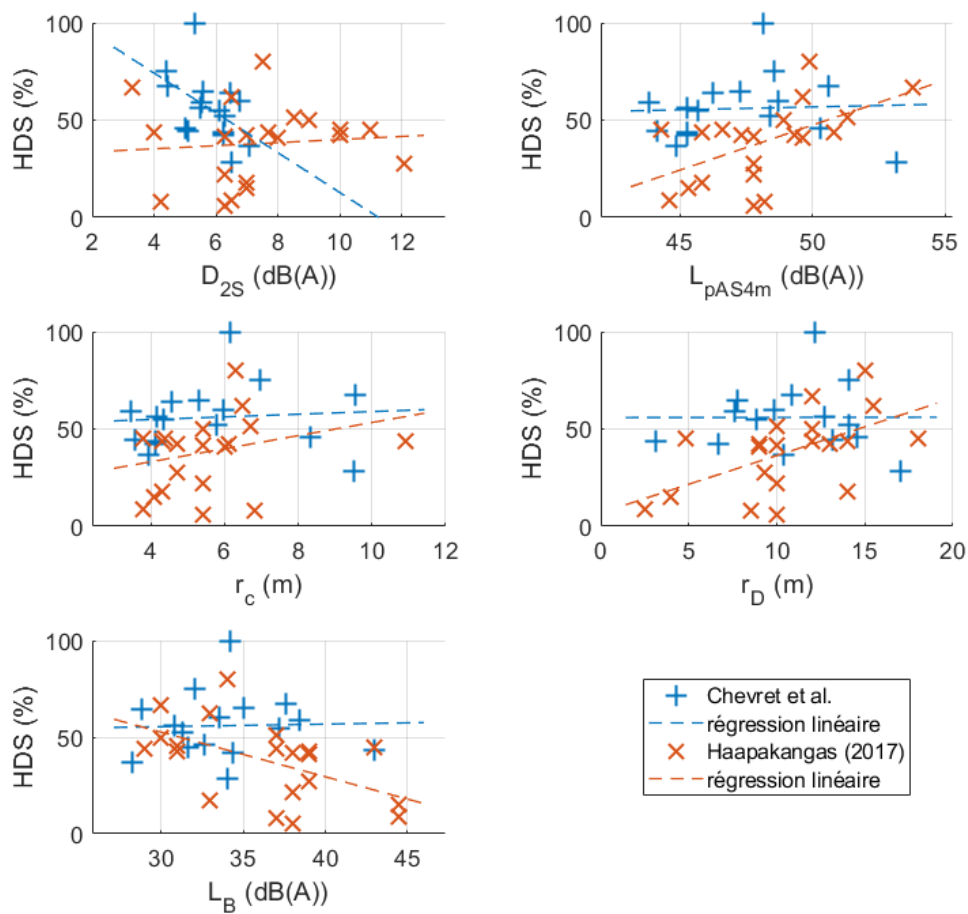 HDS (%)
100
50
0
2
4
6
8
10
12
D2S (dB(A))
HDS (%)
100
50
0
45
50
55
LpAS4m (dB(A))
HDS (%)
100
50
0
4
6
8
10
12
rc (m)
HDS (%)
100
50
0
0
5
10
15
20
rD (m)
HDS (%)
100
50
0
30
35
40
45
LB (dB(A))
Chevret et al.
régression linéaire
Haapakangas (2017)
régression linéaire